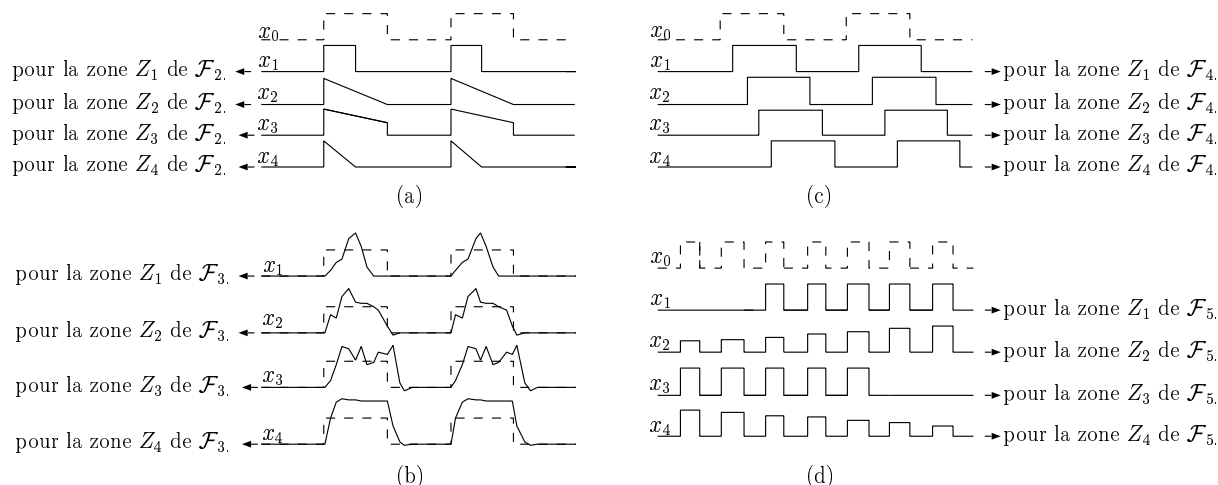 x₀
x₁
pour la zone Z₁ de 𝓕₂.
x₂
pour la zone Z₂ de 𝓕₂.
x₃
pour la zone Z₃ de 𝓕₂.
x₄
pour la zone Z₄ de 𝓕₂.
(a)
x₀
x₁
pour la zone Z₁ de 𝓕₄.
x₂
pour la zone Z₂ de 𝓕₄.
x₃
pour la zone Z₃ de 𝓕₄.
x₄
pour la zone Z₄ de 𝓕₄.
(c)
pour la zone Z₁ de 𝓕₃.
x₁
pour la zone Z₂ de 𝓕₃.
x₂
pour la zone Z₃ de 𝓕₃.
x₃
pour la zone Z₄ de 𝓕₃.
x₄
(b)
x₀
x₁
pour la zone Z₁ de 𝓕₅.
x₂
pour la zone Z₂ de 𝓕₅.
x₃
pour la zone Z₃ de 𝓕₅.
x₄
pour la zone Z₄ de 𝓕₅.
(d)